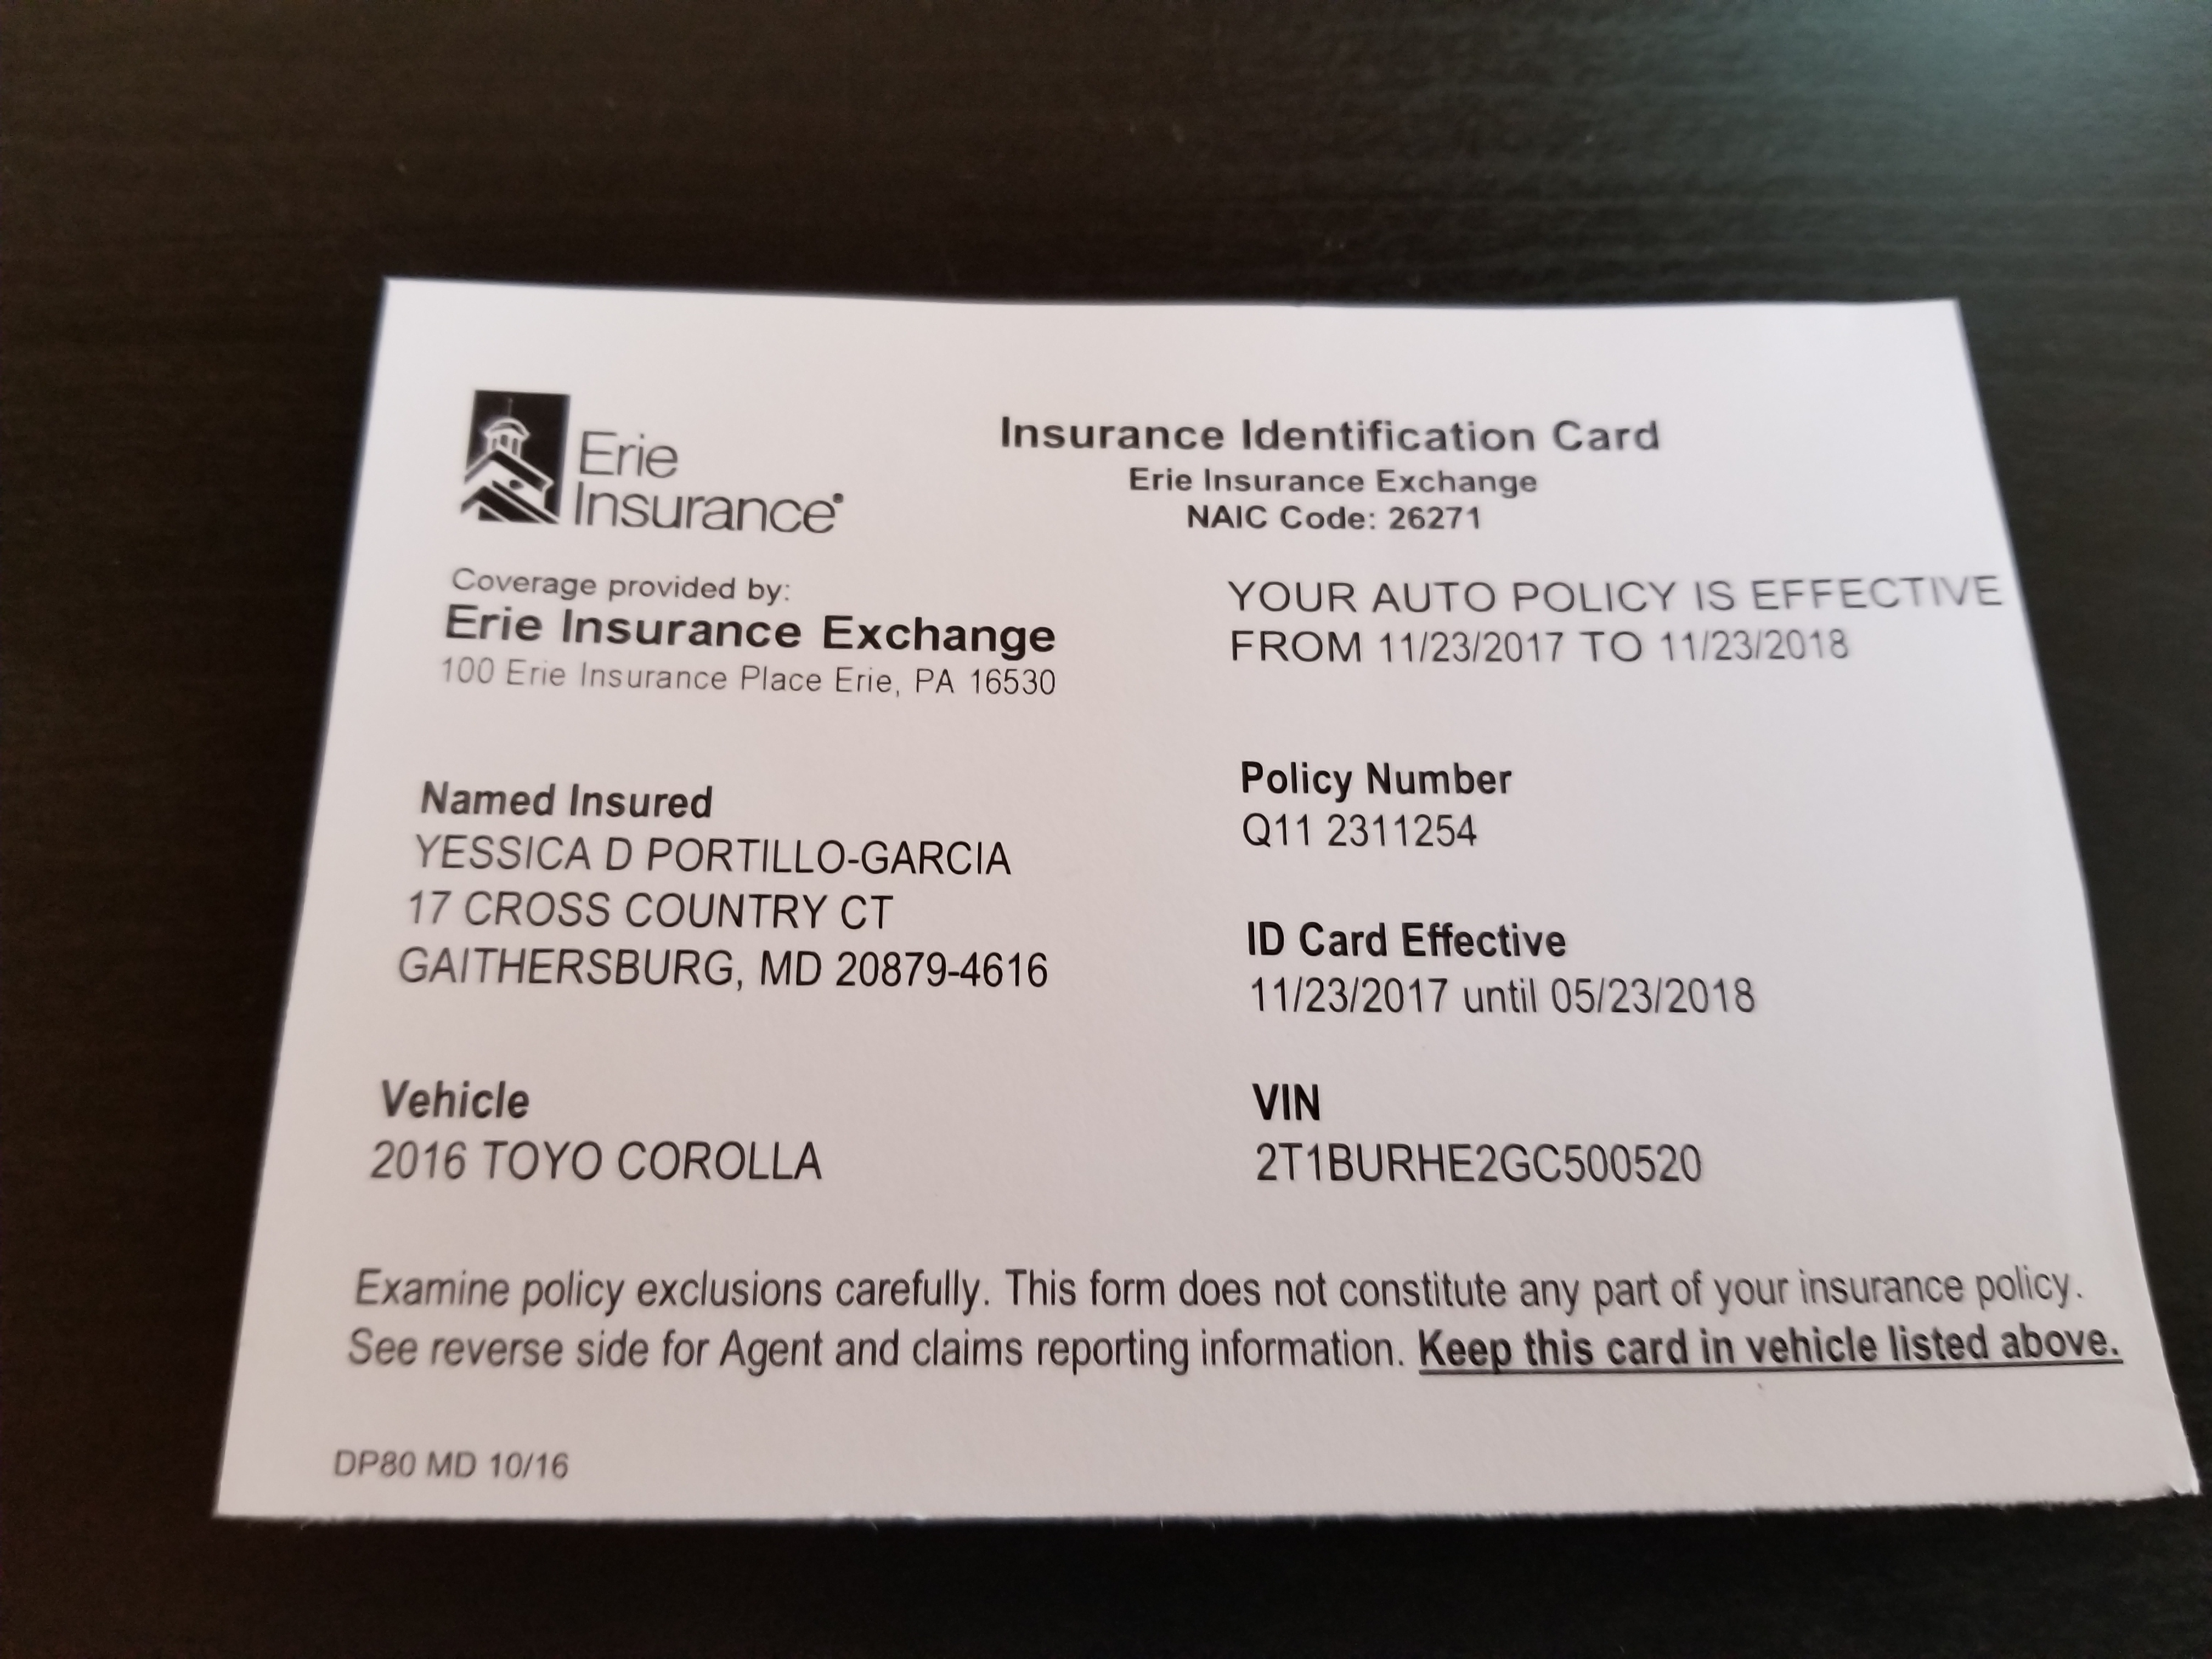 Erie
Insurance®
Insurance Identification Card
Erie Insurance Exchange
NAIC Code: 26271
Coverage provided by:
Erie Insurance Exchange
100 Erie Insurance Place Erie, PA 16530
YOUR AUTO POLICY IS EFFECTIVE
FROM 11/23/2017 TO 11/23/2018
Named Insured
YESSICA D PORTILLO-GARCIA
17 CROSS COUNTRY CT
GAITHERSBURG, MD 20879-4616
Policy Number
Q11 2311254
ID Card Effective
11/23/2017 until 05/23/2018
Vehicle
2016 TOYO COROLLA
VIN
2T1BURHE2GC500520
Examine policy exclusions carefully. This form does not constitute any part of your insurance policy.
See reverse side for Agent and claims reporting information. Keep this card in vehicle listed above.
DP80 MD 10/16